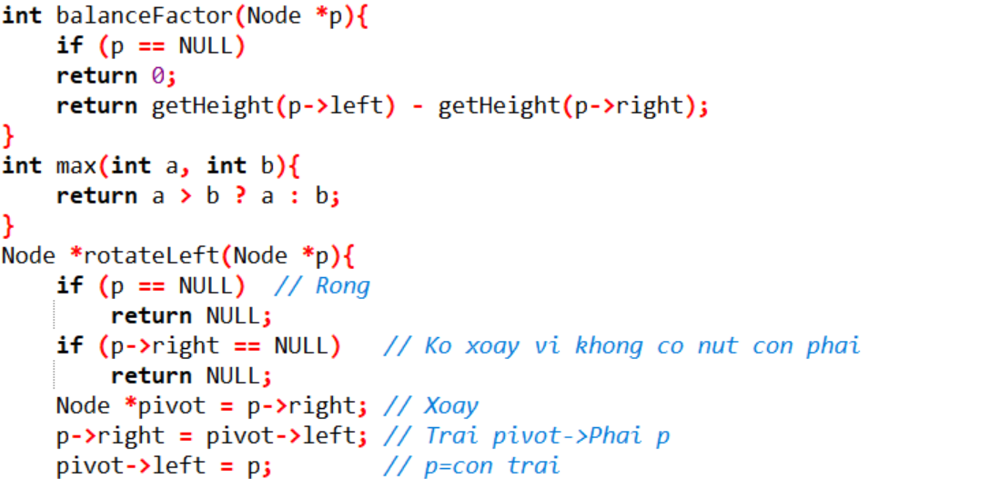 int balanceFactor(Node *p){
    if (p == NULL)
    return 0;
    return getHeight(p->left) - getHeight(p->right);
}
int max(int a, int b){
    return a > b ? a : b;
}
Node *rotateLeft(Node *p){
    if (p == NULL)  // Rong
        return NULL;
    if (p->right == NULL)   // Ko xoay vi khong co nut con phai
        return NULL;
    Node *pivot = p->right; // Xoay
    p->right = pivot->left; // Trai pivot->Phai p
    pivot->left = p;        // p=con trai